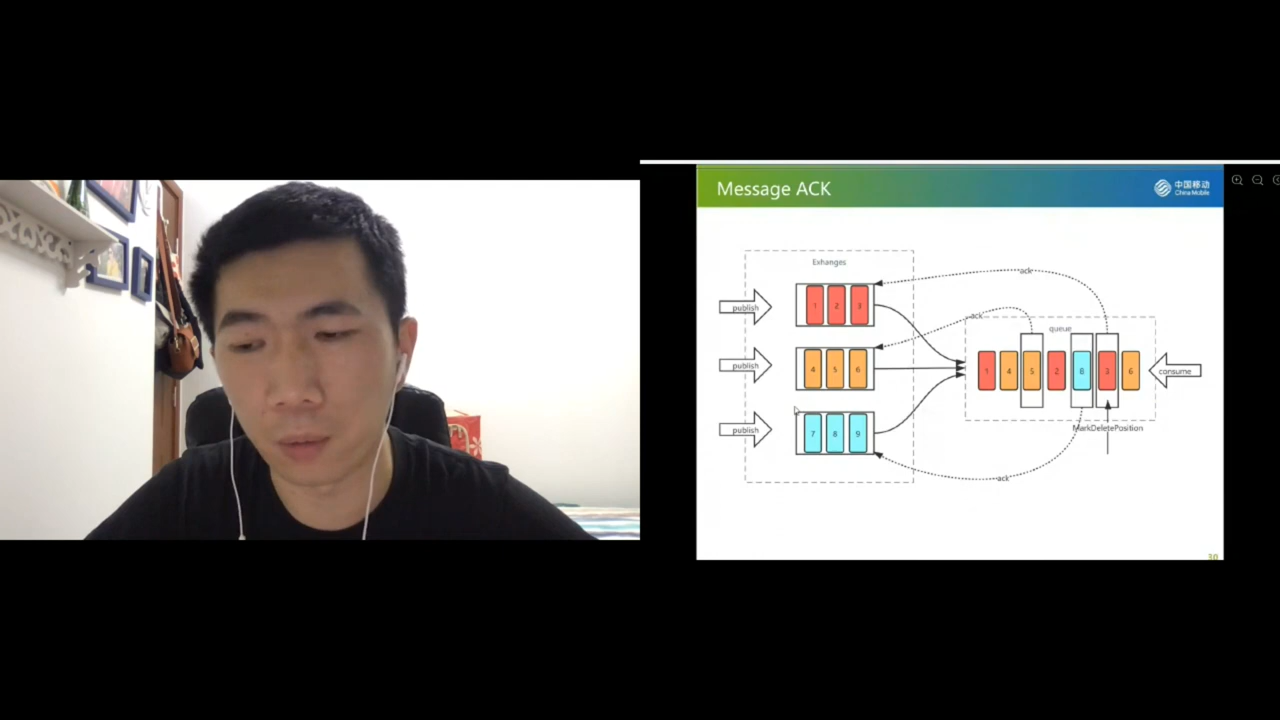 Message ACK
中国移动
China Mobile
Exhanges
publish
1 2 3
publish
4 5 6
publish
7 8 9
ack
ack
ack
queue
1 4 5 2 8 3 6
consume
MarkDeletePosition
30